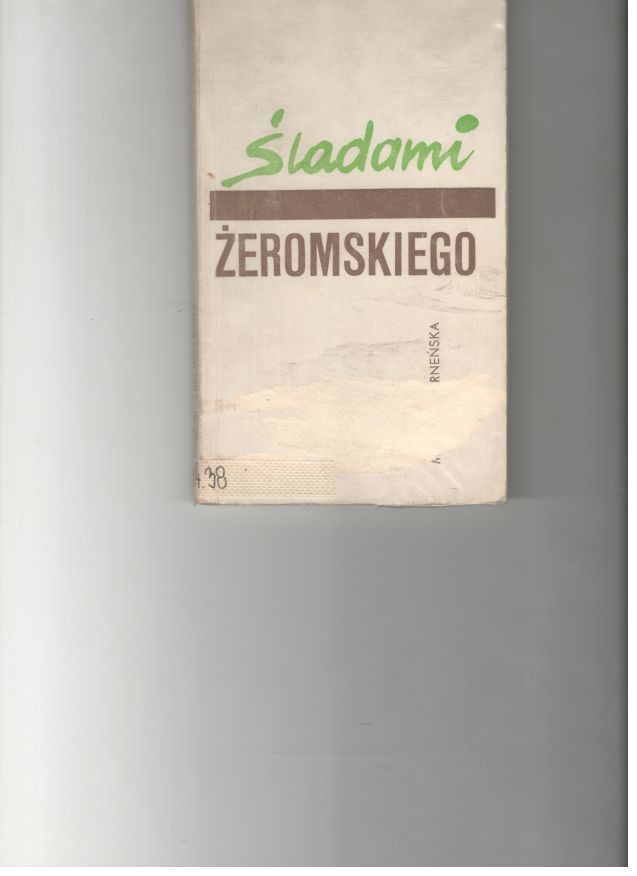 Śladami
ŻEROMSKIEGO
RNEŃSKA
38